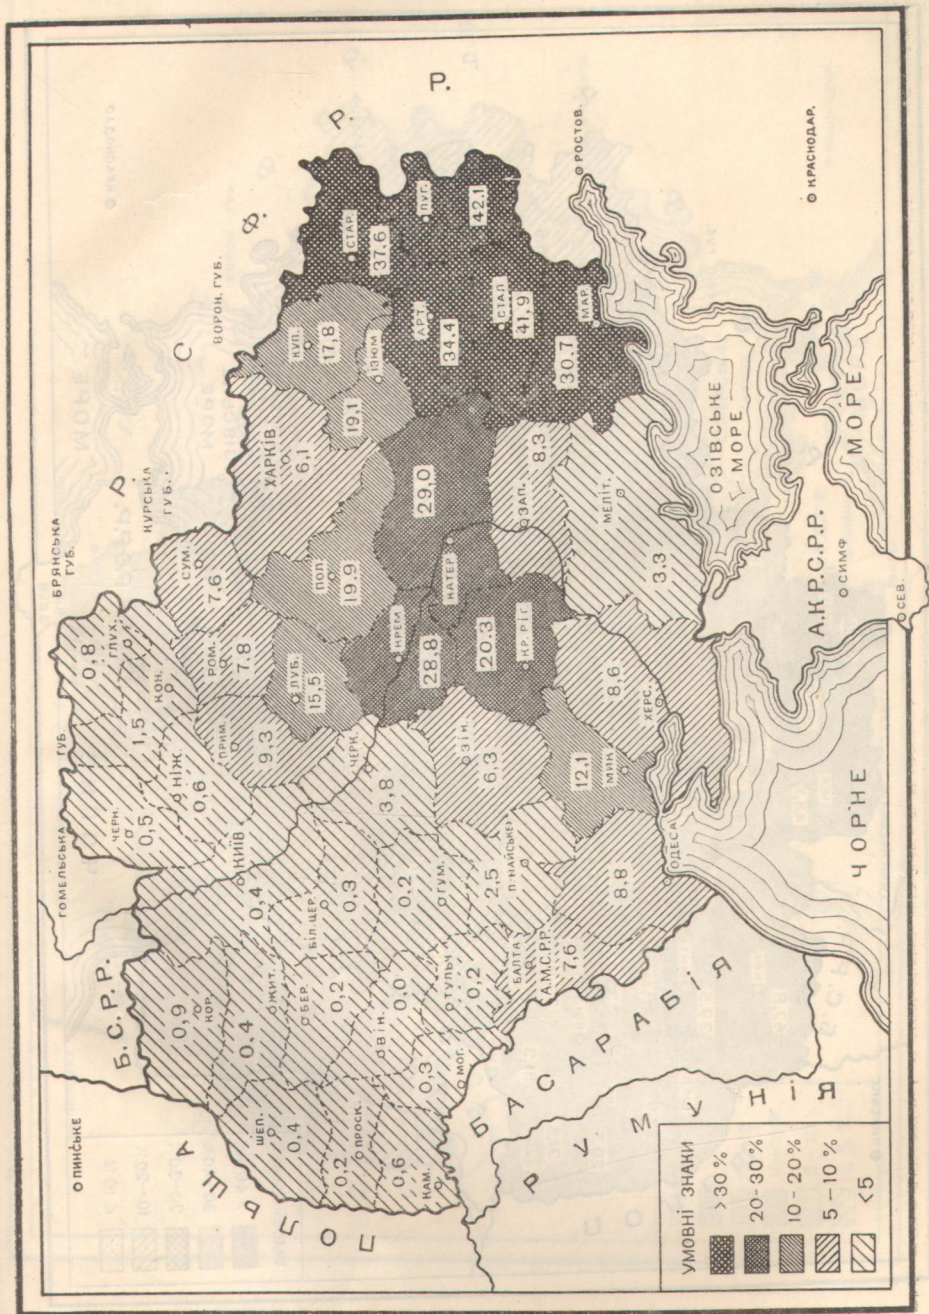 ПИНСЬКЕ
Б.С.Р.Р.
ГОМЕЛЬСЬКА
ГУБ.
БРЯНСЬКА
ГУБ.
КУРСЬКА
ГУБ.
ВОРОН. ГУБ.
Р.
С
Ф.
Р.
Р.
ПОЛЬЩА
0,9
КОР.
0,4
ЖИТ.
ШЕП.
0,4
0,2
ПРОСК.
0,6
КАМ.
БЕР.
0,2
ВІН.
0,0
0,3
МОГ.
ТУЛЬЧ
0,2
КИЇВ
0,4
БІЛ.ЦЕР.
0,3
0,2
ГУМ.
ЧЕРН.
0,5
НІЖ.
0,6
1,5
КОН.
0,8
ГЛУХ.
ПРИМ.
9,3
РОМ.
7.8
СУМ.
7.6
ЛУБ.
15,5
ПОЛ.
19.9
ХАРКІВ
6,1
КУП.
17,8
ІЗЮМ
19,1
СТАР.
37.6
ЛУГ.
42.1
АРТ.
34.4
СТАЛ
41,9
МАР.
30.7
29,0
КАТЕР
КРЕМ
28.8
20.3
КР. РІГ
ЧЕРК.
3,8
ЗІН.
6,3
П-МАЙСЬКЕ
2,5
БАЛТА
А.М.С.Р.Р.
7,6
8.8
ОДЕСА
12.1
МИК.
8,6
ХЕРС.
ЗАП.
8,3
МЕЛІТ.
3.3
РОСТОВ.
КРАСНОДАР.
ОЗІВСЬКЕ
МОРЕ
А.К Р.С.Р.Р.
СИМФ
СЕВ.
ЧОРНЕ
МОРЕ
БАСАРАБІЯ
РУМУНІЯ
УМОВНІ ЗНАКИ
>30%
20-30%
10-20%
5-10%
<5